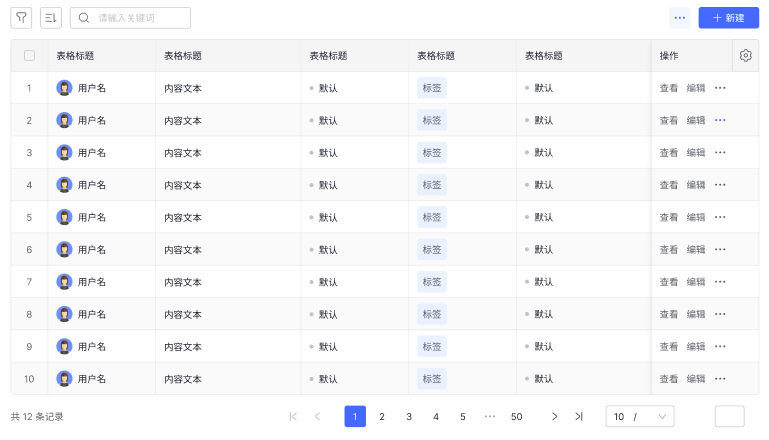 请输入关键词 ··· + 新建
表格标题 表格标题 表格标题 表格标题 表格标题 操作
1 用户名 内容文本 默认 标签 默认 查看 编辑 ···
2 用户名 内容文本 默认 标签 默认 查看 编辑 ···
3 用户名 内容文本 默认 标签 默认 查看 编辑 ···
4 用户名 内容文本 默认 标签 默认 查看 编辑 ···
5 用户名 内容文本 默认 标签 默认 查看 编辑 ···
6 用户名 内容文本 默认 标签 默认 查看 编辑 ···
7 用户名 内容文本 默认 标签 默认 查看 编辑 ···
8 用户名 内容文本 默认 标签 默认 查看 编辑 ···
9 用户名 内容文本 默认 标签 默认 查看 编辑 ···
10 用户名 内容文本 默认 标签 默认 查看 编辑 ···
共 12 条记录 1 2 3 4 5 ··· 50 10 /